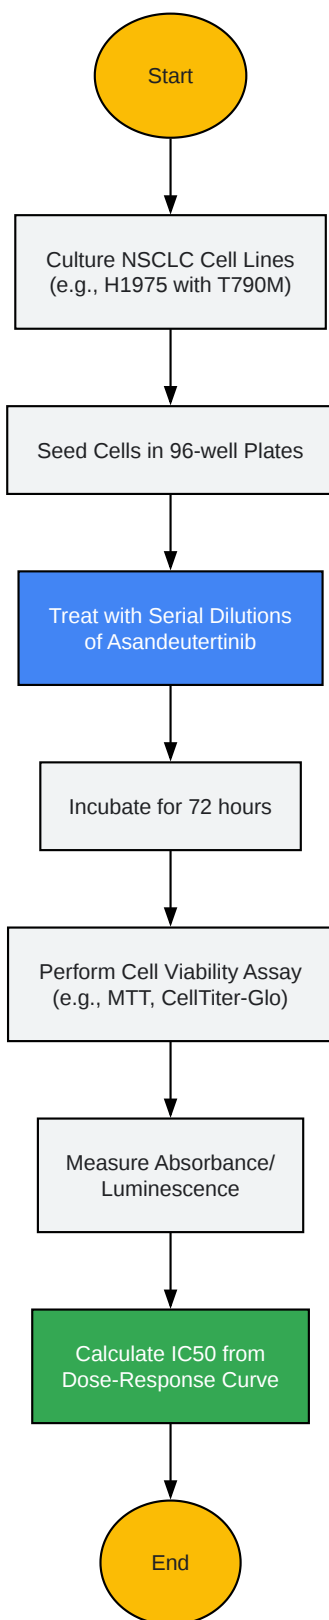 Start
Culture NSCLC Cell Lines
(e.g., H1975 with T790M)
Seed Cells in 96-well Plates
Treat with Serial Dilutions
of Asandeutertinib
Incubate for 72 hours
Perform Cell Viability Assay
(e.g., MTT, CellTiter-Glo)
Measure Absorbance/
Luminescence
Calculate IC50 from
Dose-Response Curve
End